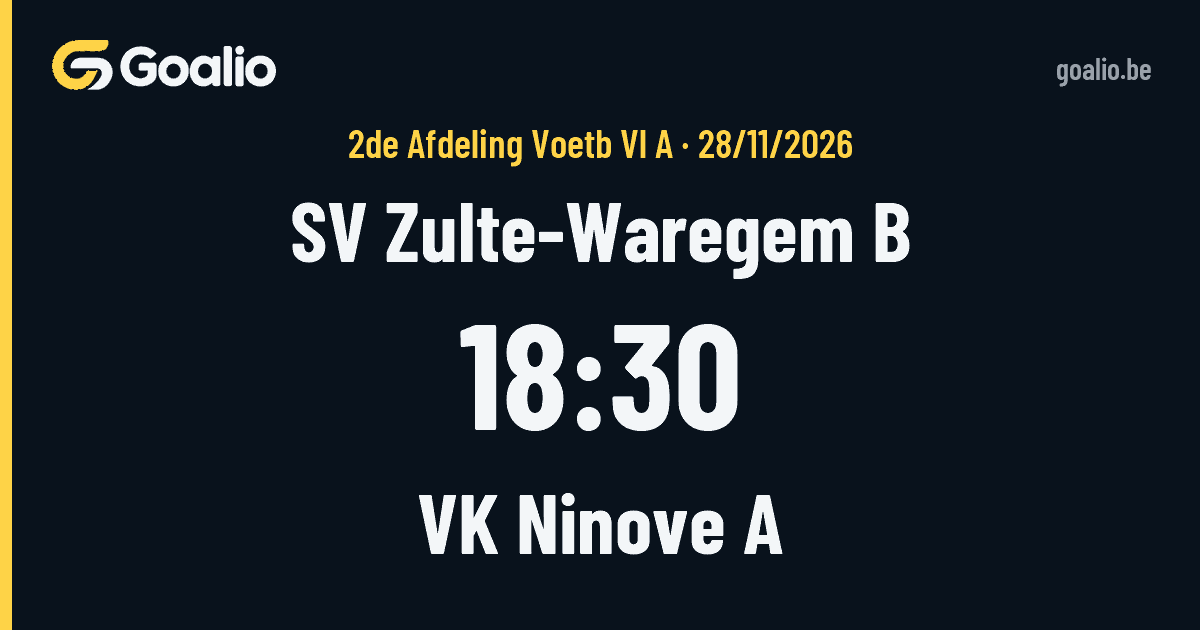 Goalio
goalio.be
2de Afdeling Voetb Vl A · 28/11/2026
SV Zulte-Waregem B
18:30
VK Ninove A